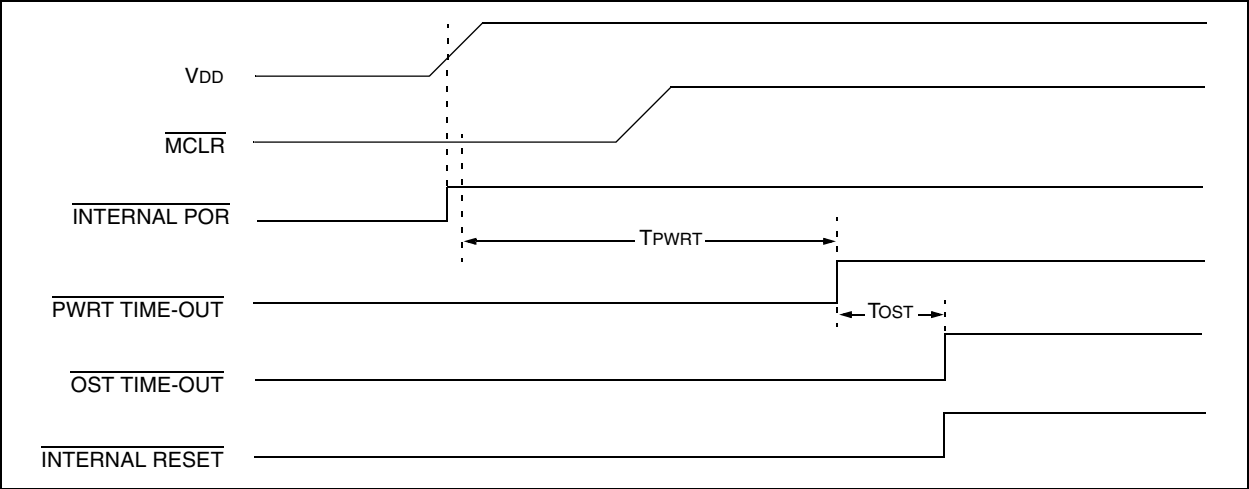 VDD
MCLR
INTERNAL POR
TPWRT
PWRT TIME-OUT
TOST
OST TIME-OUT
INTERNAL RESET